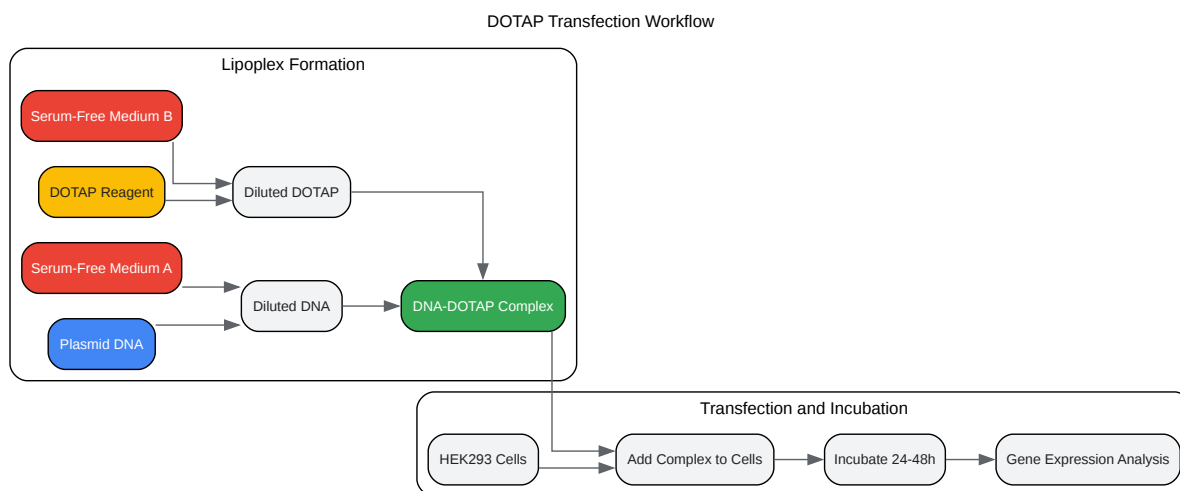 DOTAP Transfection Workflow
Lipoplex Formation
Serum-Free Medium B
DOTAP Reagent
Diluted DOTAP
Serum-Free Medium A
Diluted DNA
DNA-DOTAP Complex
Plasmid DNA
Transfection and Incubation
HEK293 Cells
Add Complex to Cells
Incubate 24-48h
Gene Expression Analysis